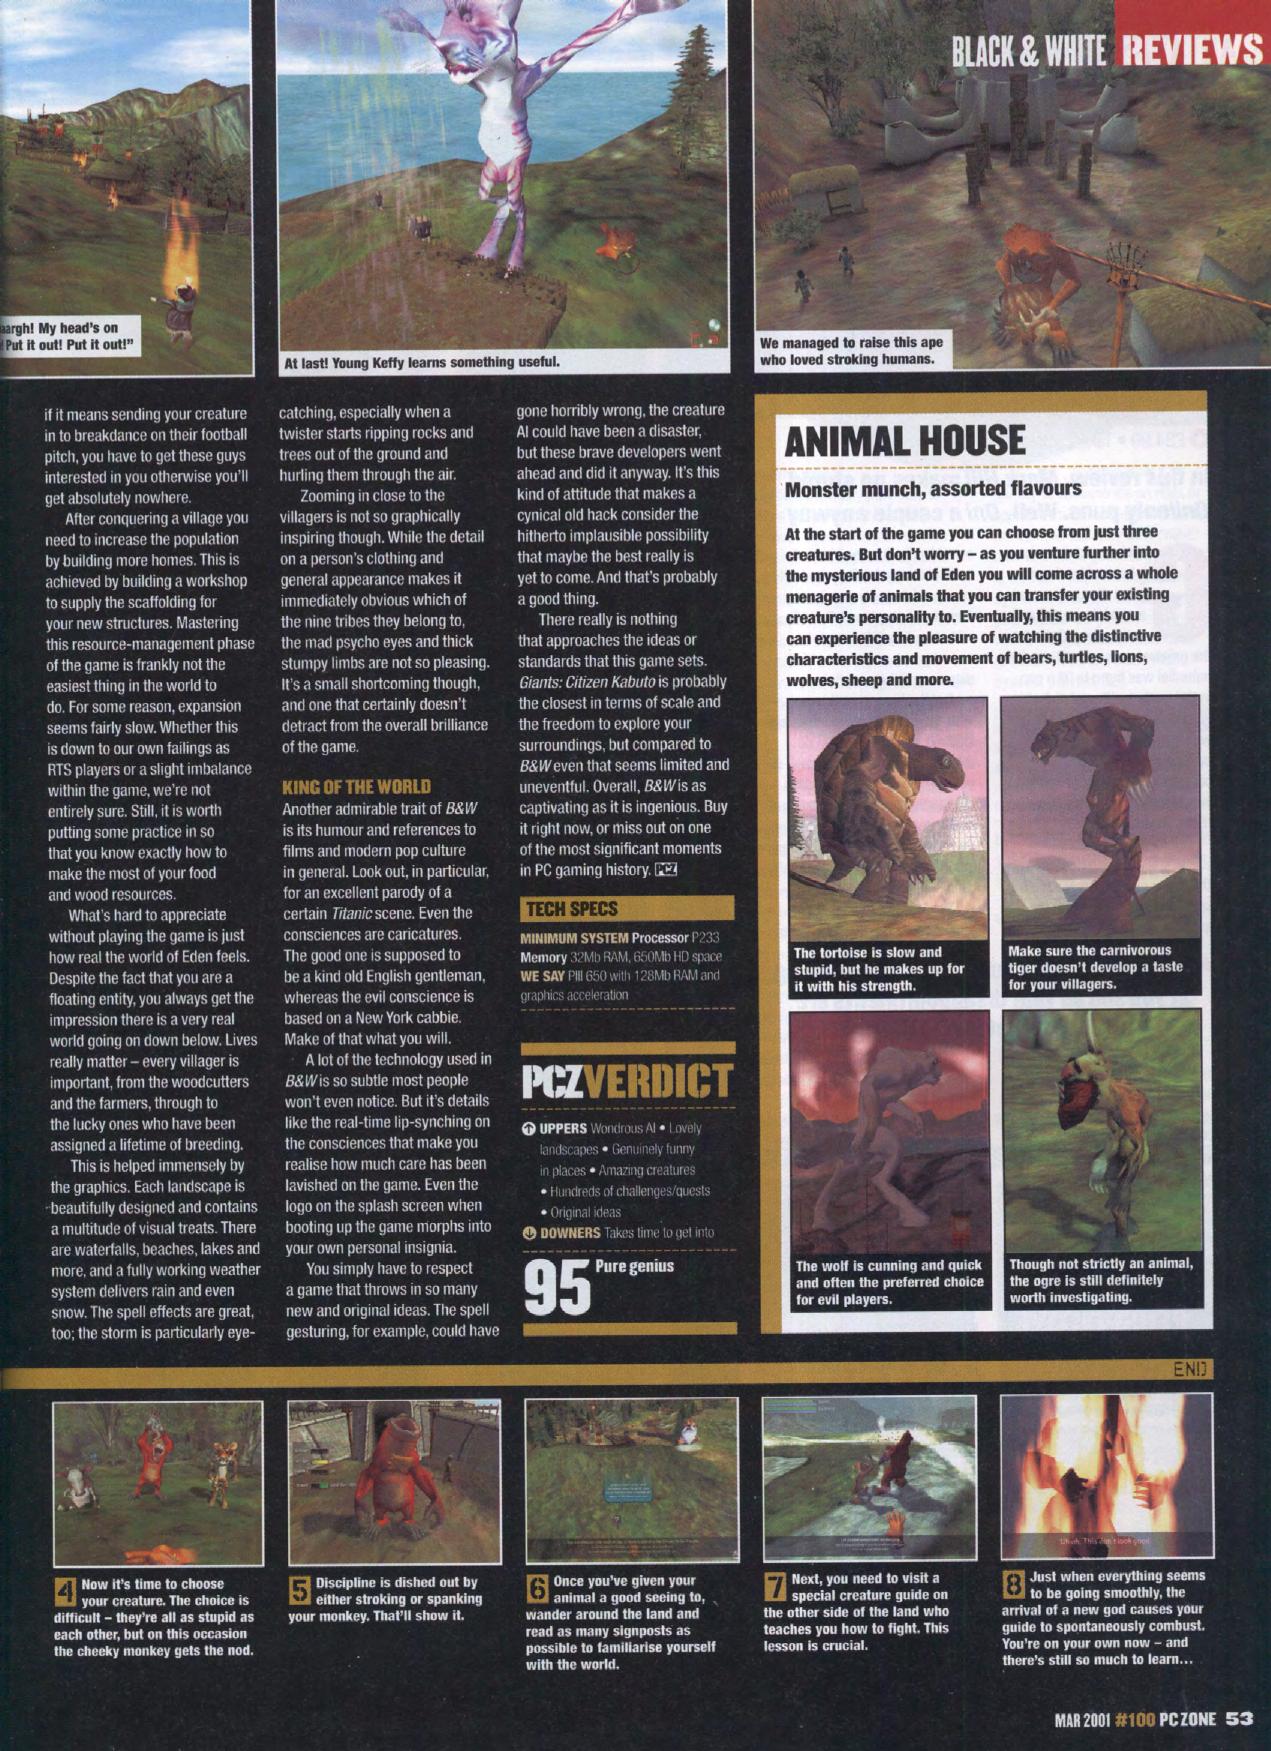 BLACK & WHITE REVIEWS
aargh! My head's on
Put it out! Put it out!”
At last! Young Keffy learns something useful.
We managed to raise this ape
who loved stroking humans.
if it means sending your creature
in to breakdance on their football
pitch, you have to get these guys
interested in you otherwise you'll
get absolutely nowhere.
After conquering a village you
need to increase the population
by building more homes. This is
achieved by building a workshop
to supply the scaffolding for
your new structures. Mastering
this resource-management phase
of the game is frankly not the
easiest thing in the world to
do. For some reason, expansion
seems fairly slow. Whether this
is down to our own failings as
RTS players or a slight imbalance
within the game, we're not
entirely sure. Still, it is worth
putting some practice in so
that you know exactly how to
make the most of your food
and wood resources.
What's hard to appreciate
without playing the game is just
how real the world of Eden feels.
Despite the fact that you are a
floating entity, you always get the
impression there is a very real
world going on down below. Lives
really matter – every villager is
important, from the woodcutters
and the farmers, through to
the lucky ones who have been
assigned a lifetime of breeding.
This is helped immensely by
the graphics. Each landscape is
beautifully designed and contains
a multitude of visual treats. There
are waterfalls, beaches, lakes and
more, and a fully working weather
system delivers rain and even
snow. The spell effects are great,
too; the storm is particularly eye-
catching, especially when a
twister starts ripping rocks and
trees out of the ground and
hurling them through the air.
Zooming in close to the
villagers is not so graphically
inspiring though. While the detail
on a person's clothing and
general appearance makes it
immediately obvious which of
the nine tribes they belong to,
the mad psycho eyes and thick
stumpy limbs are not so pleasing.
It's a small shortcoming though,
and one that certainly doesn't
detract from the overall brilliance
of the game.
KING OF THE WORLD
Another admirable trait of B&W
is its humour and references to
films and modern pop culture
in general. Look out, in particular,
for an excellent parody of a
certain Titanic scene. Even the
consciences are caricatures.
The good one is supposed to
be a kind old English gentleman,
whereas the evil conscience is
based on a New York cabbie.
Make of that what you will.
A lot of the technology used in
B&W is so subtle most people
won't even notice. But it's details
like the real-time lip-synching on
the consciences that make you
realise how much care has been
lavished on the game. Even the
logo on the splash screen when
booting up the game morphs into
your own personal insignia.
You simply have to respect
a game that throws in so many
new and original ideas. The spell
gesturing, for example, could have
gone horribly wrong, the creature
AI could have been a disaster,
but these brave developers went
ahead and did it anyway. It's this
kind of attitude that makes a
cynical old hack consider the
hitherto implausible possibility
that maybe the best really is
yet to come. And that's probably
a good thing.
There really is nothing
that approaches the ideas or
standards that this game sets.
Giants: Citizen Kabuto is probably
the closest in terms of scale and
the freedom to explore your
surroundings, but compared to
B&W even that seems limited and
uneventful. Overall, B&W is as
captivating as it is ingenious. Buy
it right now, or miss out on one
of the most significant moments
in PC gaming history. PCZ
TECH SPECS
MINIMUM SYSTEM Processor P233
Memory 32Mb RAM, 650Mb HD space
WE SAY PIII 650 with 128Mb RAM and
graphics acceleration
PCZVERDICT
UPPERS Wondrous AI • Lovely
landscapes • Genuinely funny
in places • Amazing creatures
• Hundreds of challenges/quests
• Original ideas
DOWNERS Takes time to get into
95 Pure genius
ANIMAL HOUSE
Monster munch, assorted flavours
At the start of the game you can choose from just three
creatures. But don't worry – as you venture further into
the mysterious land of Eden you will come across a whole
menagerie of animals that you can transfer your existing
creature's personality to. Eventually, this means you
can experience the pleasure of watching the distinctive
characteristics and movement of bears, turtles, lions,
wolves, sheep and more.
The tortoise is slow and
stupid, but he makes up for
it with his strength.
Make sure the carnivorous
tiger doesn't develop a taste
for your villagers.
The wolf is cunning and quick
and often the preferred choice
for evil players.
Though not strictly an animal,
the ogre is still definitely
worth investigating.
END
4 Now it's time to choose
your creature. The choice is
difficult – they're all as stupid as
each other, but on this occasion
the cheeky monkey gets the nod.
5 Discipline is dished out by
either stroking or spanking
your monkey. That'll show it.
6 Once you've given your
animal a good seeing to,
wander around the land and
read as many signposts as
possible to familiarise yourself
with the world.
7 Next, you need to visit a
special creature guide on
the other side of the land who
teaches you how to fight. This
lesson is crucial.
8 Just when everything seems
to be going smoothly, the
arrival of a new god causes your
guide to spontaneously combust.
You're on your own now – and
there's still so much to learn...
MAR 2001 #100 PCZONE 53